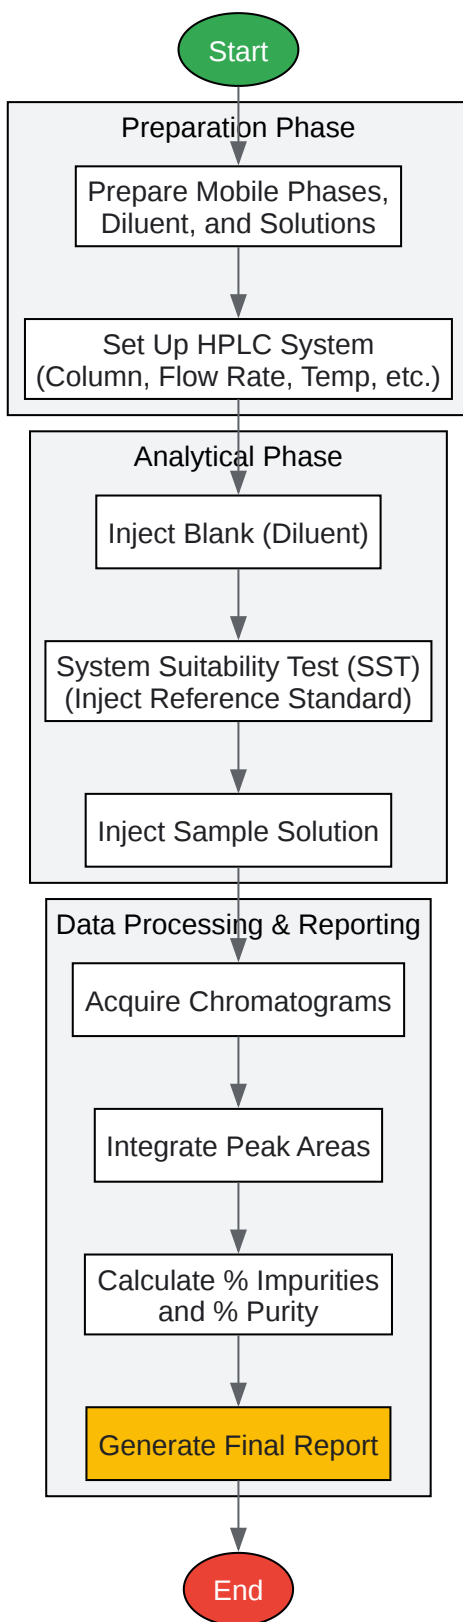 Start
Preparation Phase
Prepare Mobile Phases,
Diluent, and Solutions
Set Up HPLC System
(Column, Flow Rate, Temp, etc.)
Analytical Phase
Inject Blank (Diluent)
System Suitability Test (SST)
(Inject Reference Standard)
Inject Sample Solution
Data Processing & Reporting
Acquire Chromatograms
Integrate Peak Areas
Calculate % Impurities
and % Purity
Generate Final Report
End